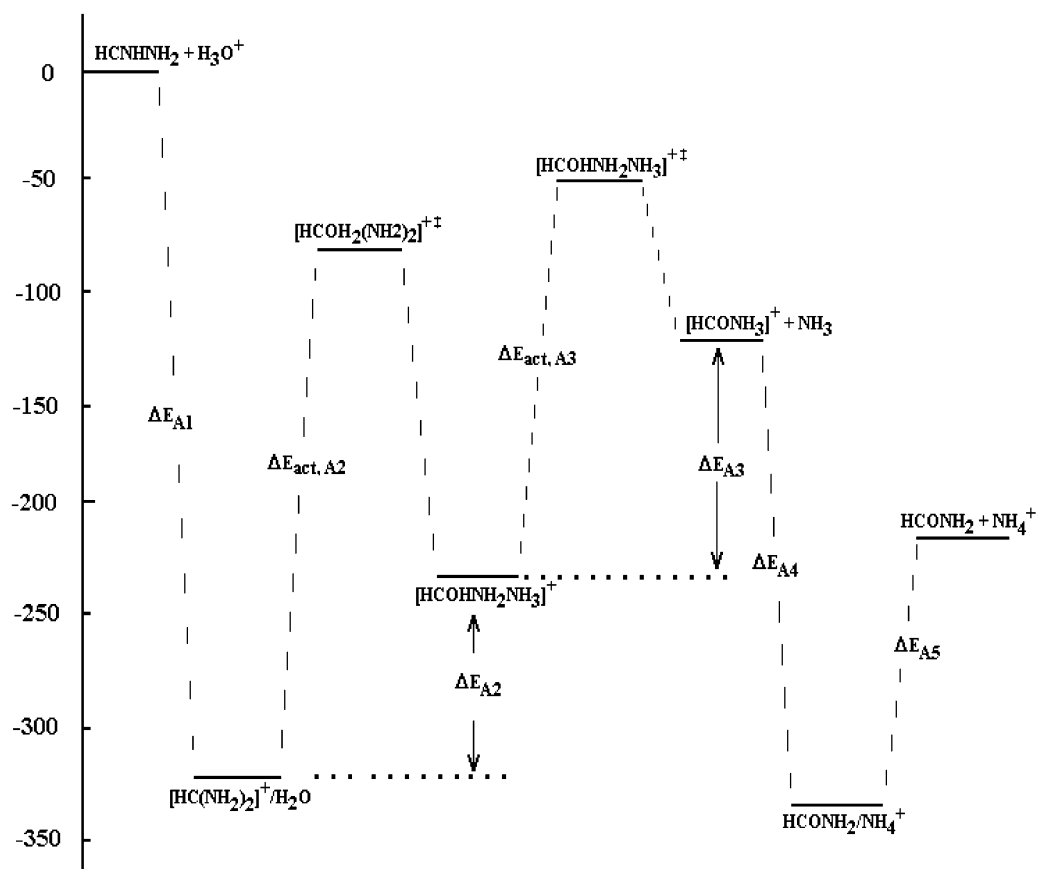 HCNHNH2 + H3O+
0
-50
[HCOHNH2NH3]+‡
[HCOH2(NH2)2]+‡
-100
[HCONH3]+ + NH3
ΔEact, A3
-150
ΔEA1
ΔEact, A2
ΔEA3
-200
HCONH2 + NH4+
ΔEA4
[HCOHNH2NH3]+
-250
ΔEA5
ΔEA2
-300
[HC(NH2)2]+/H2O
HCONH2/NH4+
-350